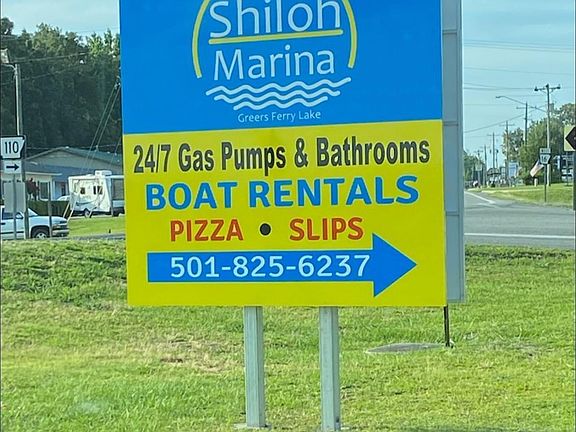 Shiloh
Marina
Greers Ferry Lake
24/7 Gas Pumps & Bathrooms
BOAT RENTALS
PIZZA • SLIPS
501-825-6237
110